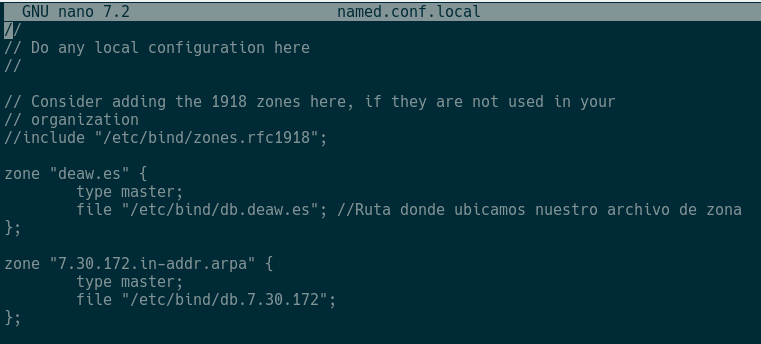 GNU nano 7.2 named.conf.local
//
// Do any local configuration here
//
// Consider adding the 1918 zones here, if they are not used in your
// organization
//include "/etc/bind/zones.rfc1918";
zone "deaw.es" {
        type master;
        file "/etc/bind/db.deaw.es"; //Ruta donde ubicamos nuestro archivo de zona
};
zone "7.30.172.in-addr.arpa" {
        type master;
        file "/etc/bind/db.7.30.172";
};